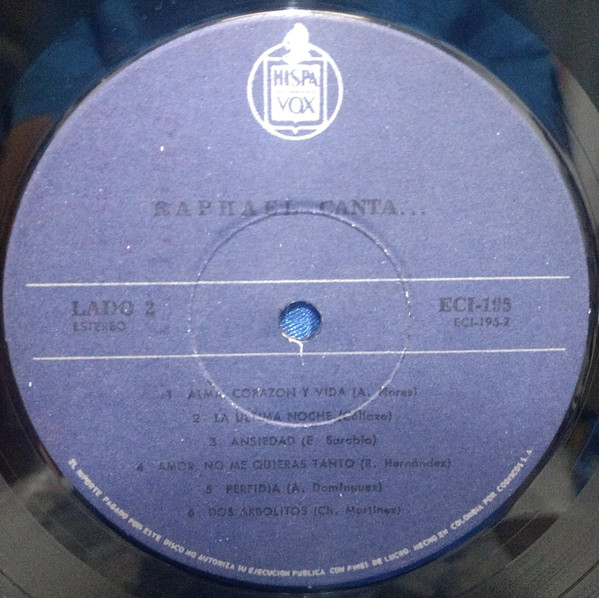 HISPA
VOX
RAPHAEL CANTA...
LADO 2
ESTEREO
ECI-195
ECI-195-2
1 ALMA, CORAZON Y VIDA (A. Flores)
2 LA ULTIMA NOCHE (Collazo)
3 ANSIEDAD (E. Sarabia)
4 AMOR, NO ME QUIERAS TANTO (R. Hernández)
5 PERFIDIA (A. Domínguez)
6 DOS ARBOLITOS (Ch. Martínez)
EL IMPORTE PAGADO POR ESTE DISCO NO AUTORIZA SU EJECUCION PUBLICA CON FINES DE LUCRO. HECHO EN COLOMBIA POR CODISCOS S.A.